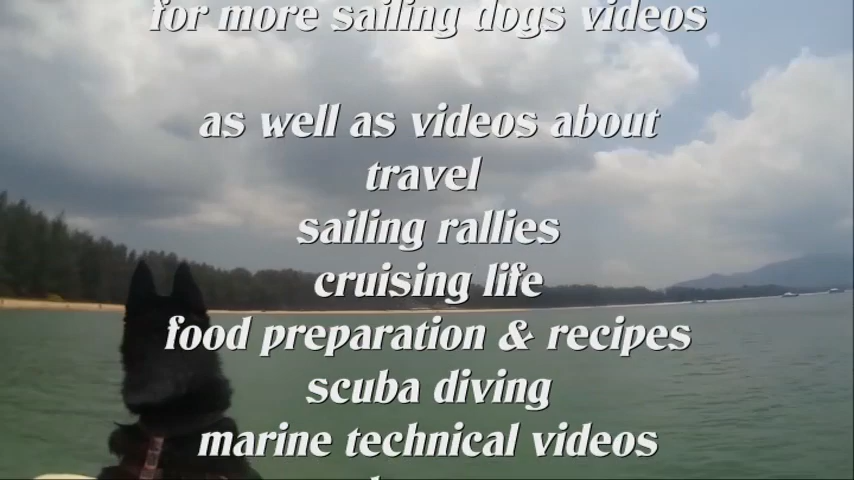 for more sailing dogs videos
as well as videos about
travel
sailing rallies
cruising life
food preparation & recipes
scuba diving
marine technical videos